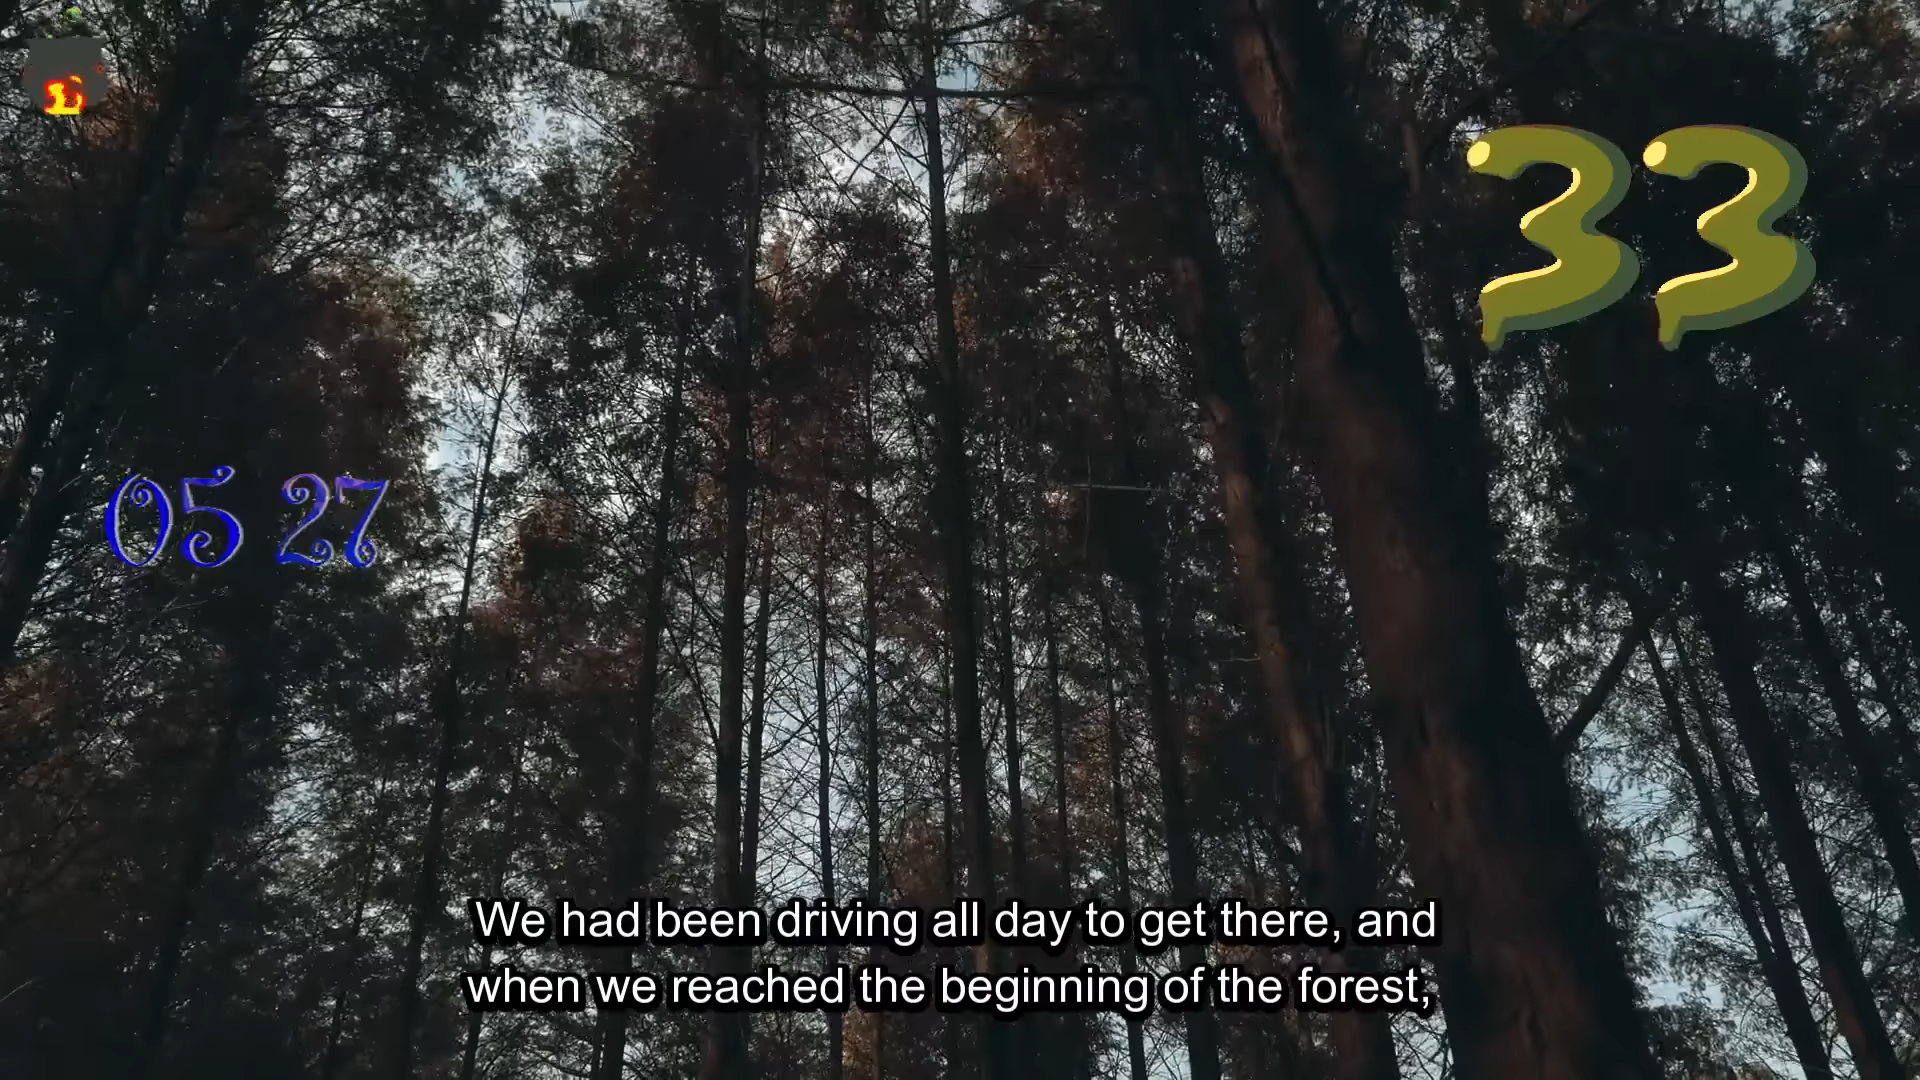 33
05 27
We had been driving all day to get there, and
when we reached the beginning of the forest,